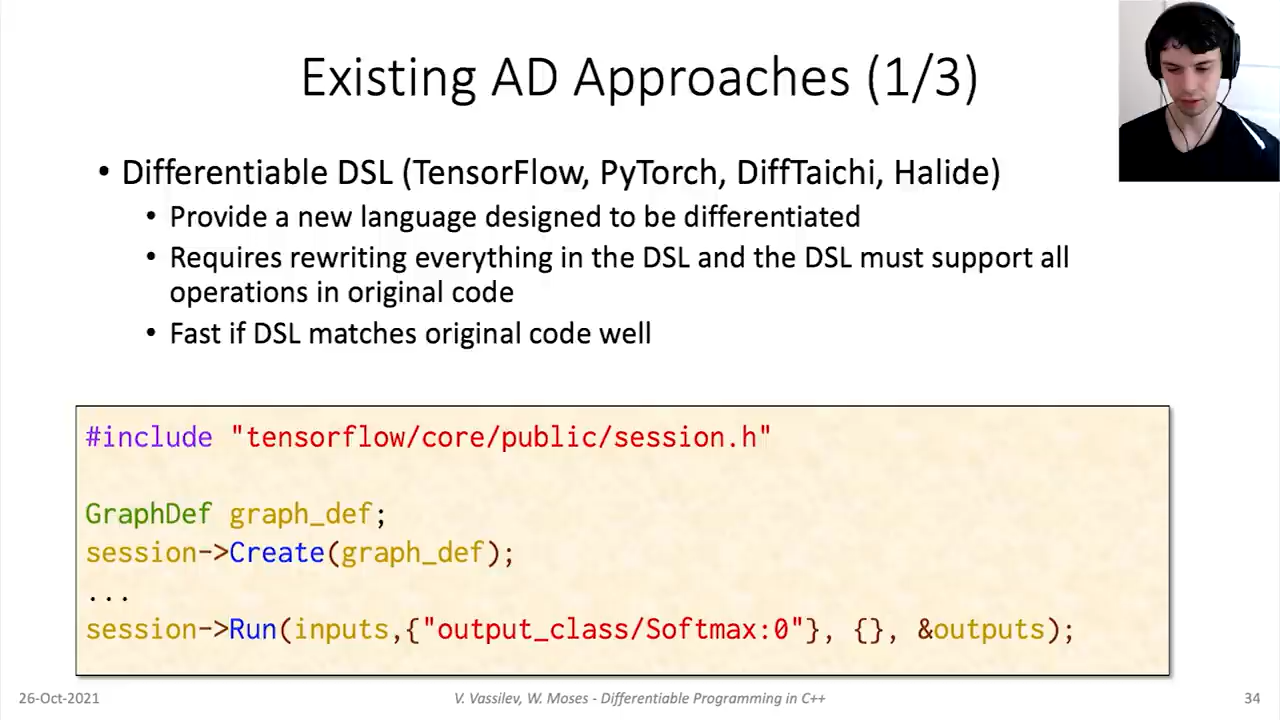 Existing AD Approaches (1/3)
• Differentiable DSL (TensorFlow, PyTorch, DiffTaichi, Halide)
• Provide a new language designed to be differentiated
• Requires rewriting everything in the DSL and the DSL must support all
operations in original code
• Fast if DSL matches original code well
#include "tensorflow/core/public/session.h"
GraphDef graph_def;
session->Create(graph_def);
...
session->Run(inputs,{"output_class/Softmax:0"}, {}, &outputs);
26-Oct-2021
V. Vassilev, W. Moses - Differentiable Programming in C++
34